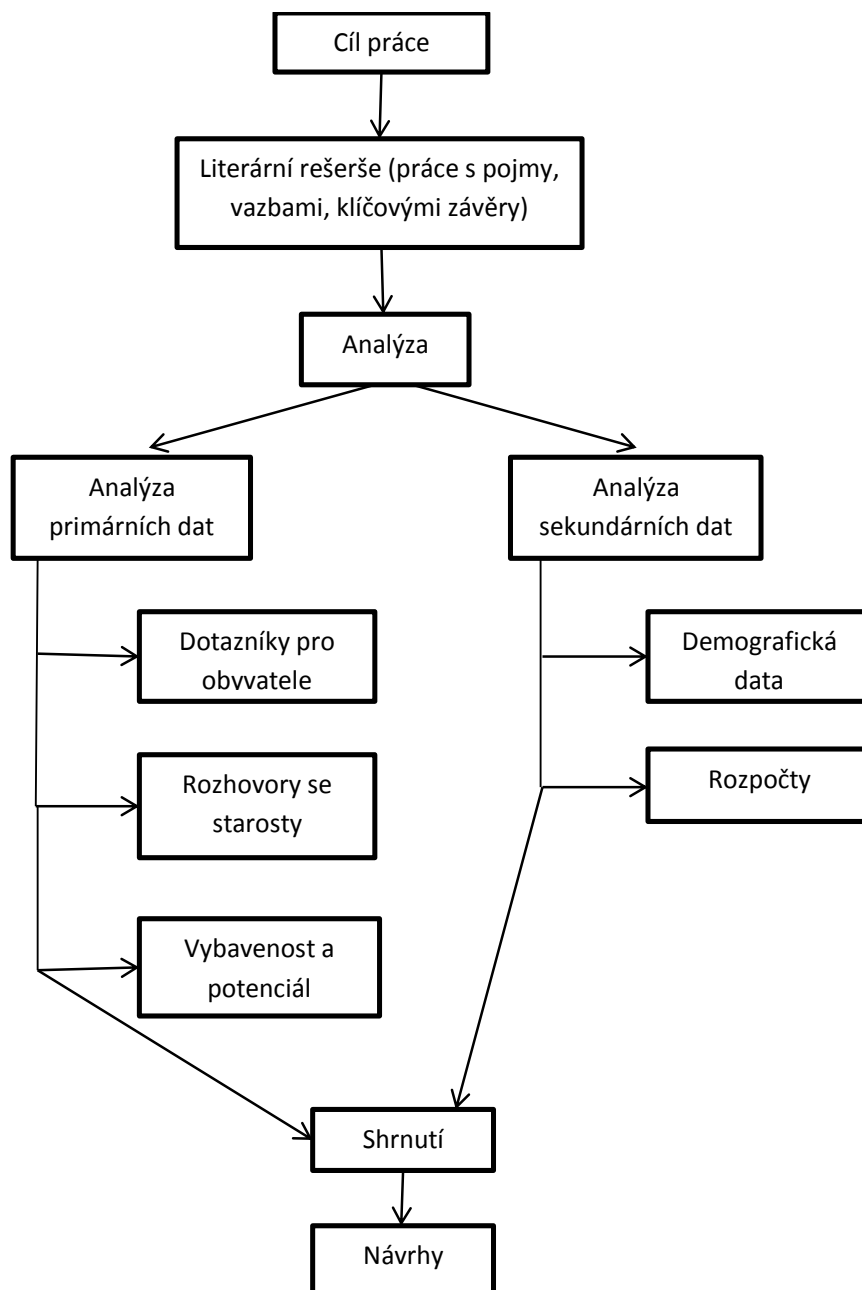 Cíl práce
Literární rešerše (práce s pojmy,
vazbami, klíčovými závěry)
Analýza
Analýza
primárních dat
Analýza
sekundárních dat
Dotazníky pro
obyvatele
Demografická
data
Rozhovory se
starosty
Rozpočty
Vybavenost a
potenciál
Shrnutí
Návrhy